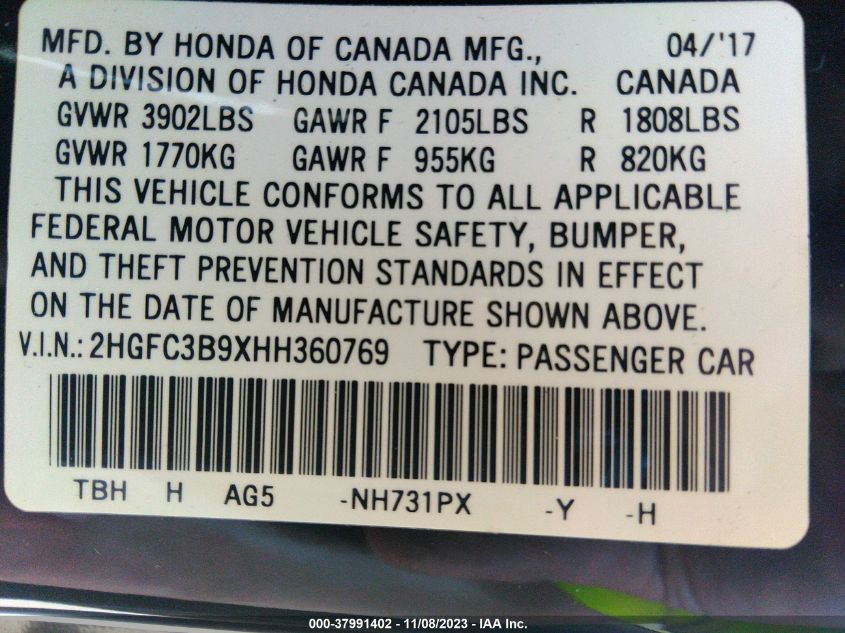 MFD. BY HONDA OF CANADA MFG., 04/'17
A DIVISION OF HONDA CANADA INC. CANADA
GVWR 3902LBS GAWR F 2105LBS R 1808LBS
GVWR 1770KG GAWR F 955KG R 820KG
THIS VEHICLE CONFORMS TO ALL APPLICABLE
FEDERAL MOTOR VEHICLE SAFETY, BUMPER,
AND THEFT PREVENTION STANDARDS IN EFFECT
ON THE DATE OF MANUFACTURE SHOWN ABOVE.
V.I.N.: 2HGFC3B9XHH360769 TYPE: PASSENGER CAR
TBH H AG5 -NH731PX -Y -H
000-37991402 - 11/08/2023 - IAA Inc.